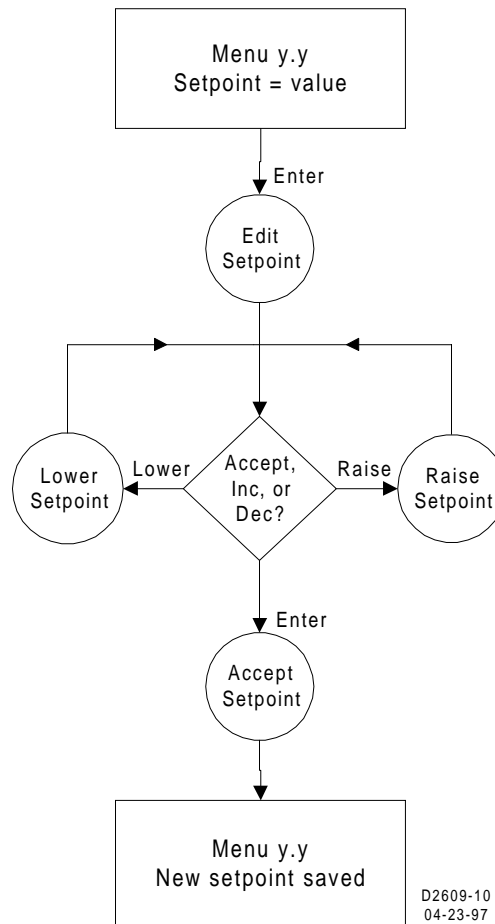 Menu y.y
Setpoint = value
Enter
Edit
Setpoint
Lower
Setpoint
Lower
Accept,
Inc, or
Dec?
Raise
Raise
Setpoint
Enter
Accept
Setpoint
Menu y.y
New setpoint saved
D2609-10
04-23-97